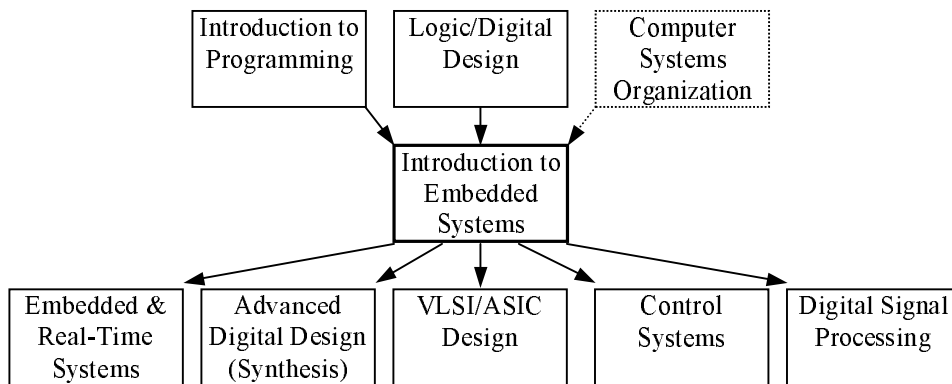 Introduction to
Programming
Logic/Digital
Design
Computer
Systems
Organization
Introduction to
Embedded
Systems
Embedded &
Real-Time
Systems
Advanced
Digital Design
(Synthesis)
VLSI/ASIC
Design
Control
Systems
Digital Signal
Processing